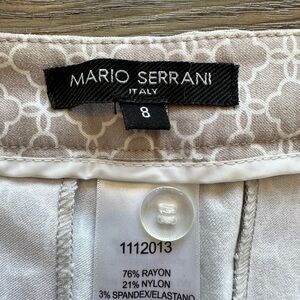 MARIO SERRANI
ITALY
8
1112013
76% RAYON
21% NYLON
3% SPANDEX/ELASTANO